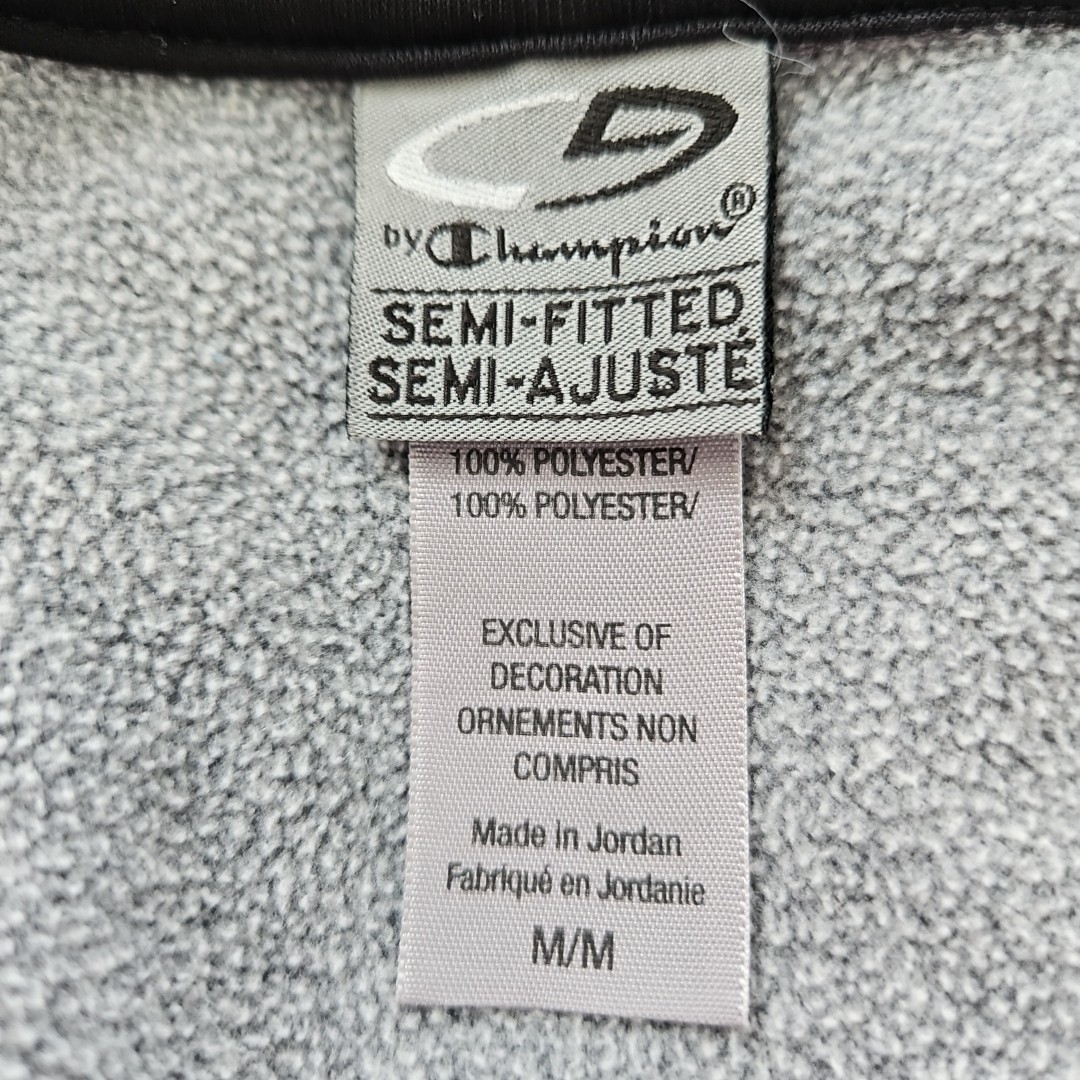 by Champion®
SEMI-FITTED
SEMI-AJUSTÉ
100% POLYESTER/
100% POLYESTER/
EXCLUSIVE OF
DECORATION
ORNEMENTS NON
COMPRIS
Made in Jordan
Fabriqué en Jordanie
M/M